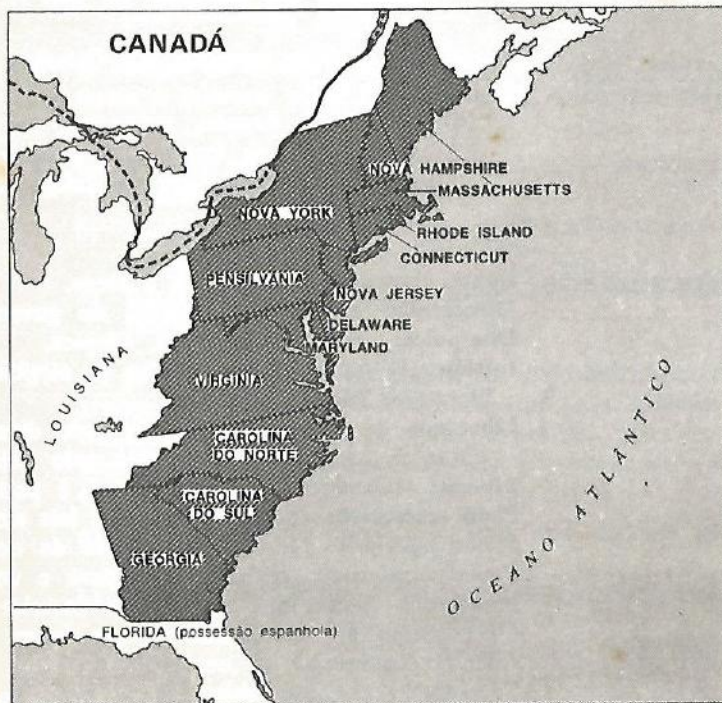 CANADÁ
NOVA HAMPSHIRE
MASSACHUSETTS
NOVA YORK
RHODE ISLAND
CONNECTICUT
PENSILVANIA
NOVA JERSEY
DELAWARE
MARYLAND
LOUISIANA
VIRGINIA
CAROLINA
DO NORTE
CAROLINA
DO SUL
GEORGIA
OCEANO ATLÂNTICO
FLORIDA (possessão espanhola)